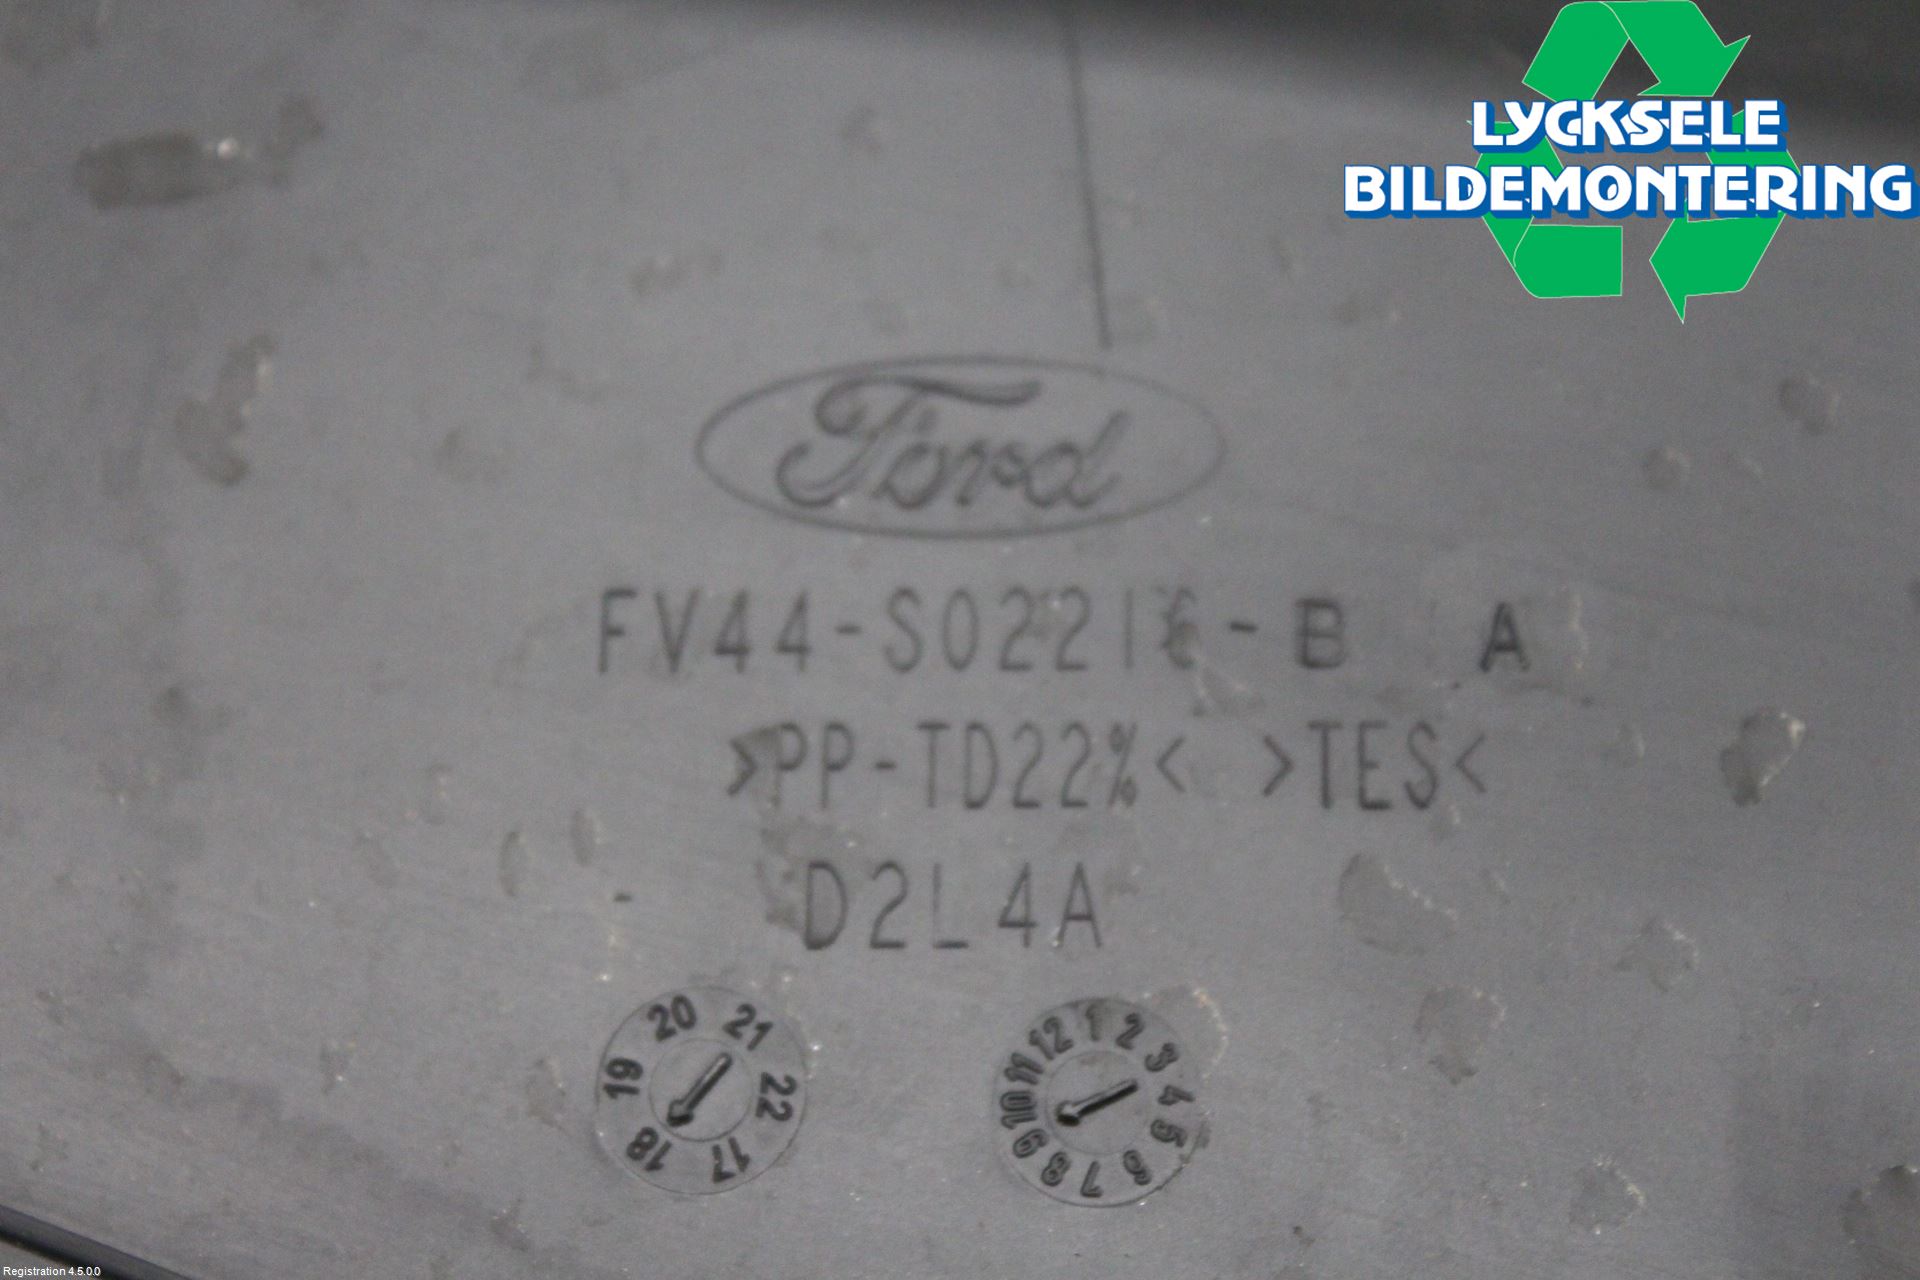 LYCKSELE
BILDEMONTERING
Ford
FV44-S02216-B A
>PP-TD22%< >TES<
D2L4A
17 18 19 20 21 22
1 2 3 4 5 6 7 8 9 10 11 12
Registration 4.5.0.0